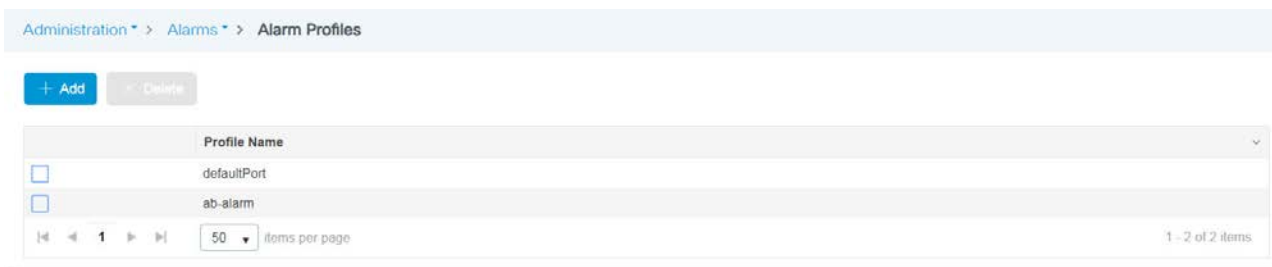 Administration > Alarms > Alarm Profiles
+ Add × Delete
Profile Name
defaultPort
ab-alarm
1 50 items per page 1 - 2 of 2 items